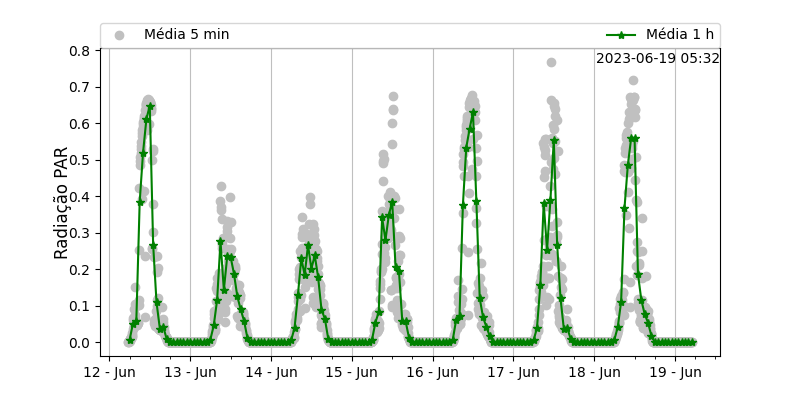 Média 5 min
Média 1 h
2023-06-19 05:32
Radiação PAR
0.8
0.7
0.6
0.5
0.4
0.3
0.2
0.1
0.0
12 - Jun
13 - Jun
14 - Jun
15 - Jun
16 - Jun
17 - Jun
18 - Jun
19 - Jun